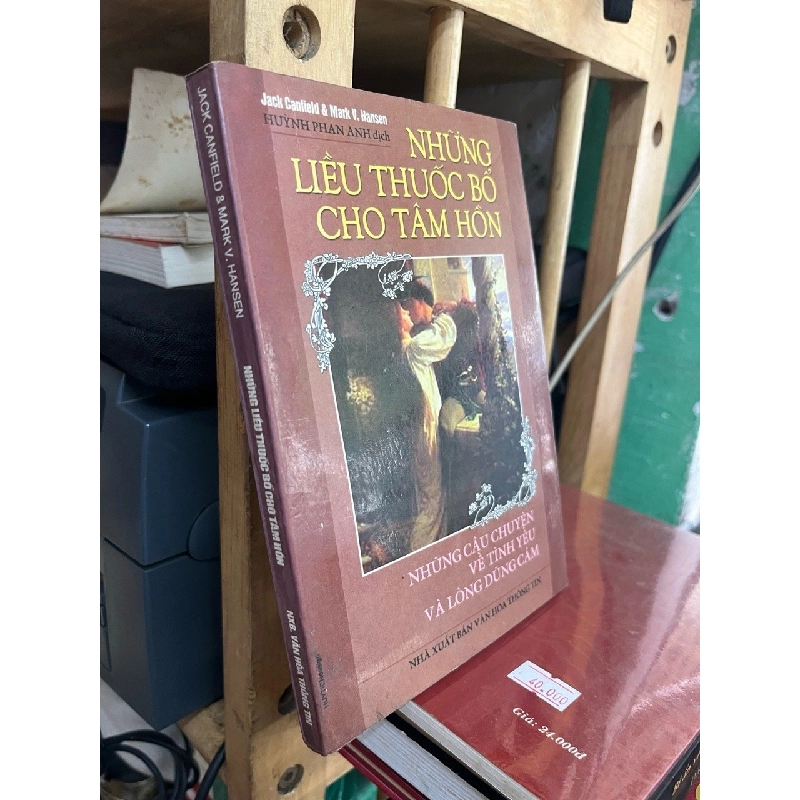 Jack Canfield & Mark V. Hansen
HUỲNH PHAN ANH dịch
NHỮNG
LIỀU THUỐC BỔ
CHO TÂM HỒN
NHỮNG CÂU CHUYỆN
VỀ TÌNH YÊU
VÀ LÒNG DŨNG CẢM
NHÀ XUẤT BẢN VĂN HÓA THÔNG TIN
JACK CANFIELD & MARK V. HANSEN
NHỮNG LIỀU THUỐC BỔ CHO TÂM HỒN
NXB. VĂN HÓA THÔNG TIN
40.000
Giá: 24.000đ